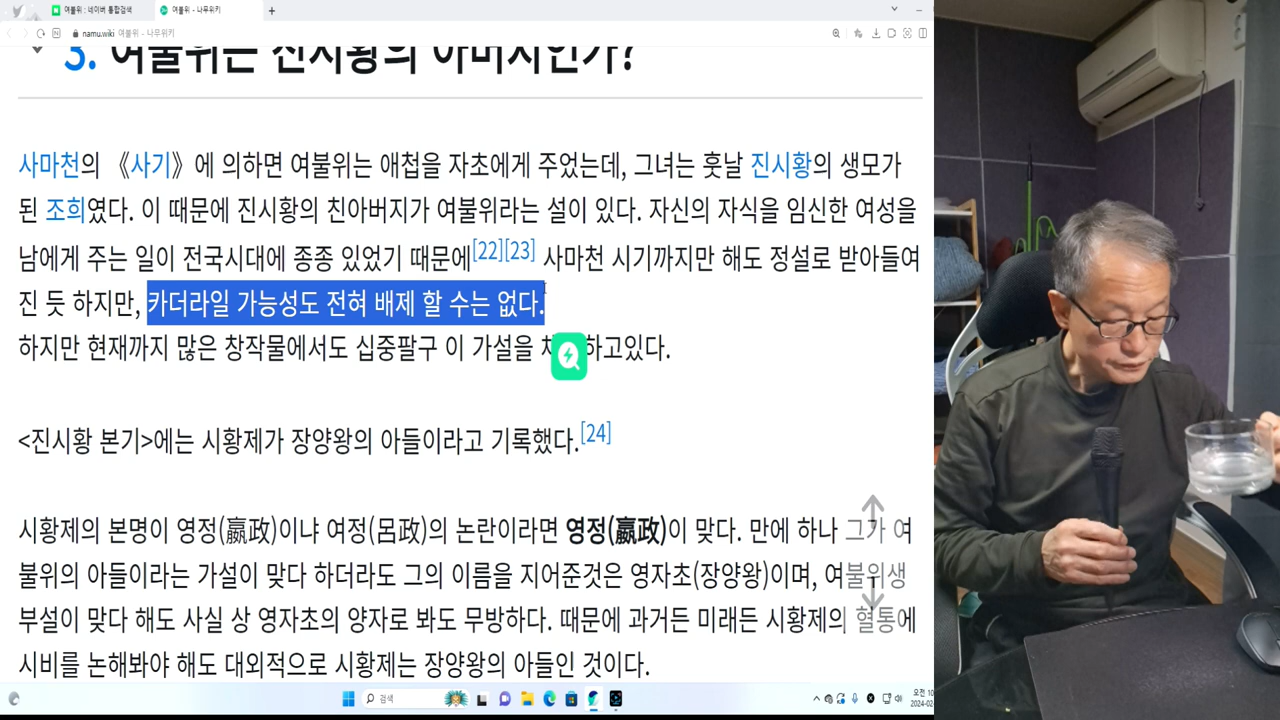 여불위 : 네이버 통합검색
여불위 - 나무위키
namu.wiki 여불위 - 나무위키
3. 여불위는 진시황의 아버지인가?
사마천의 《사기》에 의하면 여불위는 애첩을 자초에게 주었는데, 그녀는 훗날 진시황의 생모가
된 조희였다. 이 때문에 진시황의 친아버지가 여불위라는 설이 있다. 자신의 자식을 임신한 여성을
남에게 주는 일이 전국시대에 종종 있었기 때문에[22][23] 사마천 시기까지만 해도 정설로 받아들여
진 듯 하지만, 카더라일 가능성도 전혀 배제 할 수는 없다.
하지만 현재까지 많은 창작물에서도 십중팔구 이 가설을 하고있다.
<진시황 본기>에는 시황제가 장양왕의 아들이라고 기록했다.[24]
시황제의 본명이 영정(嬴政)이냐 여정(呂政)의 논란이라면 영정(嬴政)이 맞다. 만에 하나 그가 여
불위의 아들이라는 가설이 맞다 하더라도 그의 이름을 지어준것은 영자초(장양왕)이며, 여불위생
부설이 맞다 해도 사실 상 영자초의 양자로 봐도 무방하다. 때문에 과거든 미래든 시황제의 혈통에
시비를 논해봐야 해도 대외적으로 시황제는 장양왕의 아들인 것이다.
검색
오전 10
2024-02